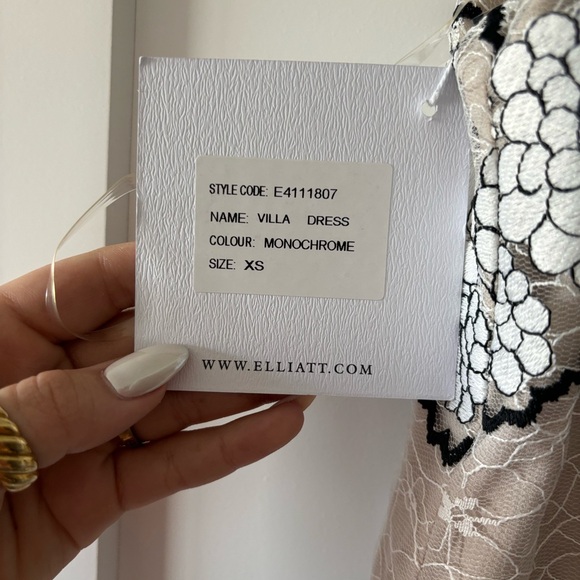 STYLE CODE: E4111807
NAME: VILLA DRESS
COLOUR: MONOCHROME
SIZE: XS
WWW.ELLIATT.COM